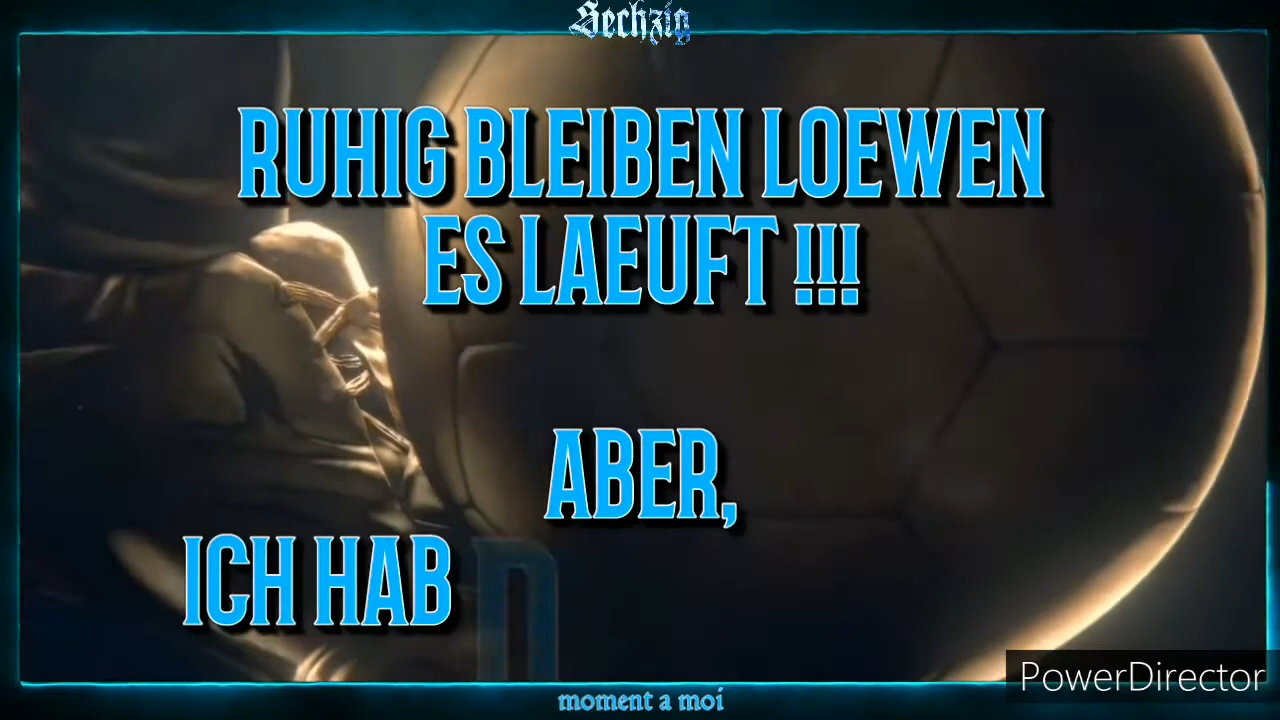 Sechzig
RUHIG BLEIBEN LOEWEN
ES LAEUFT !!!
ABER,
ICH HAB D
PowerDirector
moment a moi